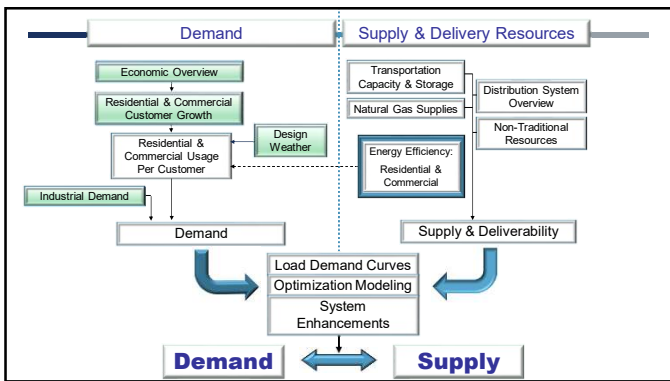 Demand
Supply & Delivery Resources
Economic Overview
Residential & Commercial
Customer Growth
Residential &
Commercial Usage
Per Customer
Design
Weather
Industrial Demand
Demand
Transportation
Capacity & Storage
Natural Gas Supplies
Distribution System
Overview
Non-Traditional
Resources
Energy Efficiency:
Residential &
Commercial
Supply & Deliverability
Load Demand Curves
Optimization Modeling
System
Enhancements
Demand
Supply